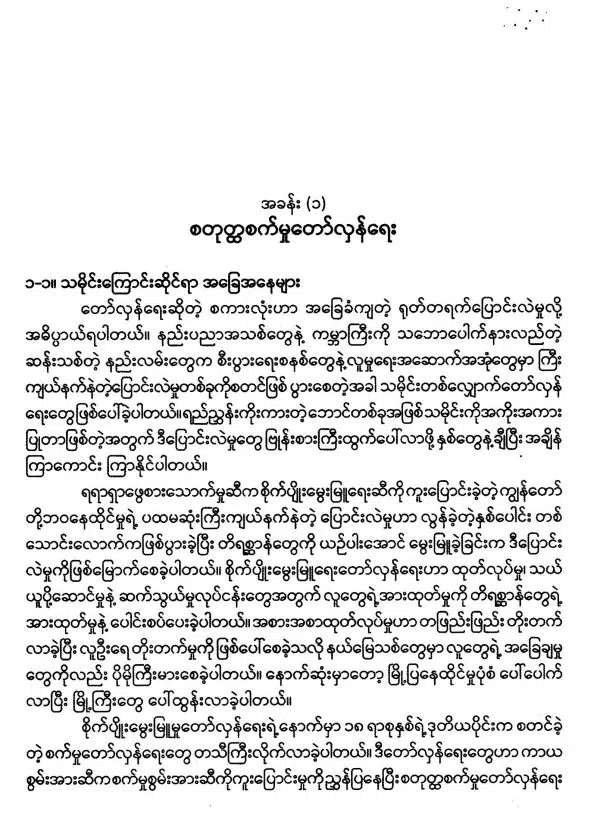 အခန်း (၁)
စတုတ္ထစက်မှုတော်လှန်ရေး
၁-၁။ သမိုင်းကြောင်းဆိုင်ရာ အခြေအနေများ
တော်လှန်ရေးဆိုတဲ့ စကားလုံးဟာ အခြေခံကျတဲ့ ရုတ်တရက်ပြောင်းလဲမှုလို့
အဓိပ္ပာယ်ရပါတယ်။ နည်းပညာအသစ်တွေနဲ့ ကမ္ဘာကြီးကို သဘောပေါက်နားလည်တဲ့
ဆန်းသစ်တဲ့ နည်းလမ်းတွေက စီးပွားရေးစနစ်တွေနဲ့ လူမှုရေးအဆောက်အအုံတွေမှာ ကြီး
ကျယ်နက်နဲတဲ့ပြောင်းလဲမှုတစ်ခုကိုစတင်ဖြစ် ပွားစေတဲ့အခါ သမိုင်းတစ်လျှောက်တော်လှန်
ရေးတွေဖြစ်ပေါ်ခဲ့ပါတယ်။ရည်ညွှန်းကိုးကားတဲ့ဘောင်တစ်ခုအဖြစ်သမိုင်းကိုအကိုးအကား
ပြုတာဖြစ်တဲ့အတွက် ဒီပြောင်းလဲမှုတွေ ဗြုန်းစားကြီးထွက်ပေါ်လာဖို့ နှစ်တွေနဲ့ချီပြီး အချိန်
ကြာကောင်း ကြာနိုင်ပါတယ်။
ရရာရှာဖွေစားသောက်မှုဆီက စိုက်ပျိုးမွေးမြူရေးဆီကိုကူးပြောင်းခဲ့တဲ့ကျွန်တော်
တို့ဘဝနေထိုင်မှုရဲ့ ပထမဆုံးကြီးကျယ်နက်နဲတဲ့ ပြောင်းလဲမှုဟာ လွန်ခဲ့တဲ့နှစ်ပေါင်း တစ်
သောင်းလောက်ကဖြစ်ပွားခဲ့ပြီး တိရစ္ဆာန်တွေကို ယဉ်ပါးအောင် မွေးမြူခဲ့ခြင်းက ဒီပြောင်း
လဲမှုကိုဖြစ်မြောက်စေခဲ့ပါတယ်။ စိုက်ပျိုးမွေးမြူရေးတော်လှန်ရေးဟာ ထုတ်လုပ်မှု၊ သယ်
ယူပို့ဆောင်မှုနဲ့ ဆက်သွယ်မှုလုပ်ငန်းတွေအတွက် လူတွေရဲ့အားထုတ်မှုကို တိရစ္ဆာန်တွေရဲ့
အားထုတ်မှုနဲ့ ပေါင်းစပ်ပေးခဲ့ပါတယ်။ အစားအစာထုတ်လုပ်မှုဟာ တဖြည်းဖြည်း တိုးတက်
လာခဲ့ပြီး လူဦးရေ တိုးတက်မှုကိုဖြစ်ပေါ်စေခဲ့သလို နယ်မြေသစ်တွေမှာ လူတွေရဲ့ အခြေချမှု
တွေကိုလည်း ပိုမိုကြီးမားစေခဲ့ပါတယ်။ နောက်ဆုံးမှာတော့ မြို့ပြနေထိုင်မှုပုံစံ ပေါ်ပေါက်
လာပြီး မြို့ကြီးတွေ ပေါ်ထွန်းလာခဲ့ပါတယ်။
စိုက်ပျိုးမွေးမြူမှုတော်လှန်ရေးရဲ့နောက်မှာ ၁၈ ရာစုနှစ်ရဲ့ဒုတိယပိုင်းက စတင်ခဲ့
တဲ့ စက်မှုတော်လှန်ရေးတွေ တသီကြီးလိုက်လာခဲ့ပါတယ်။ ဒီတော်လှန်ရေးတွေဟာ ကာယ
စွမ်းအားဆီကစက်မှုစွမ်းအားဆီကိုကူးပြောင်းမှုကိုညွှန်ပြနေပြီးစတုတ္ထစက်မှုတော်လှန်ရေး